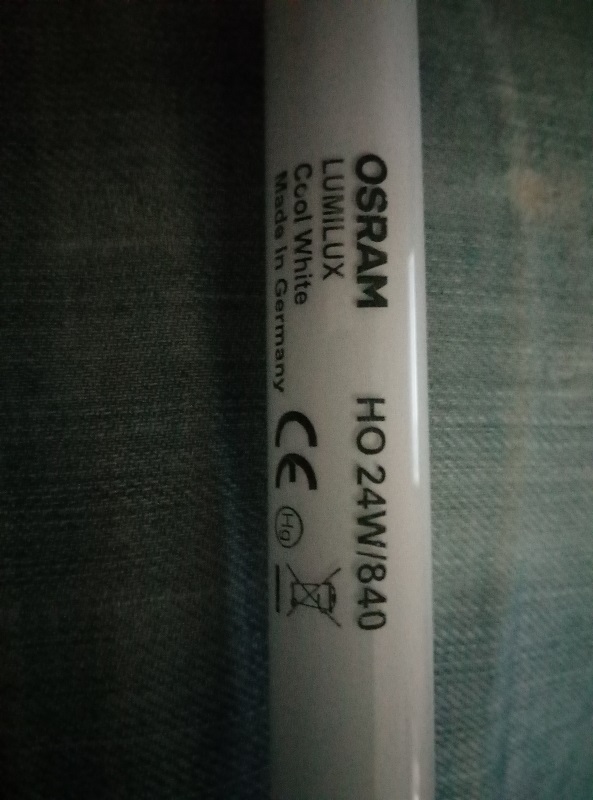 OSRAM HO 24W/840
LUMILUX
Cool White
Made in Germany CE Hg